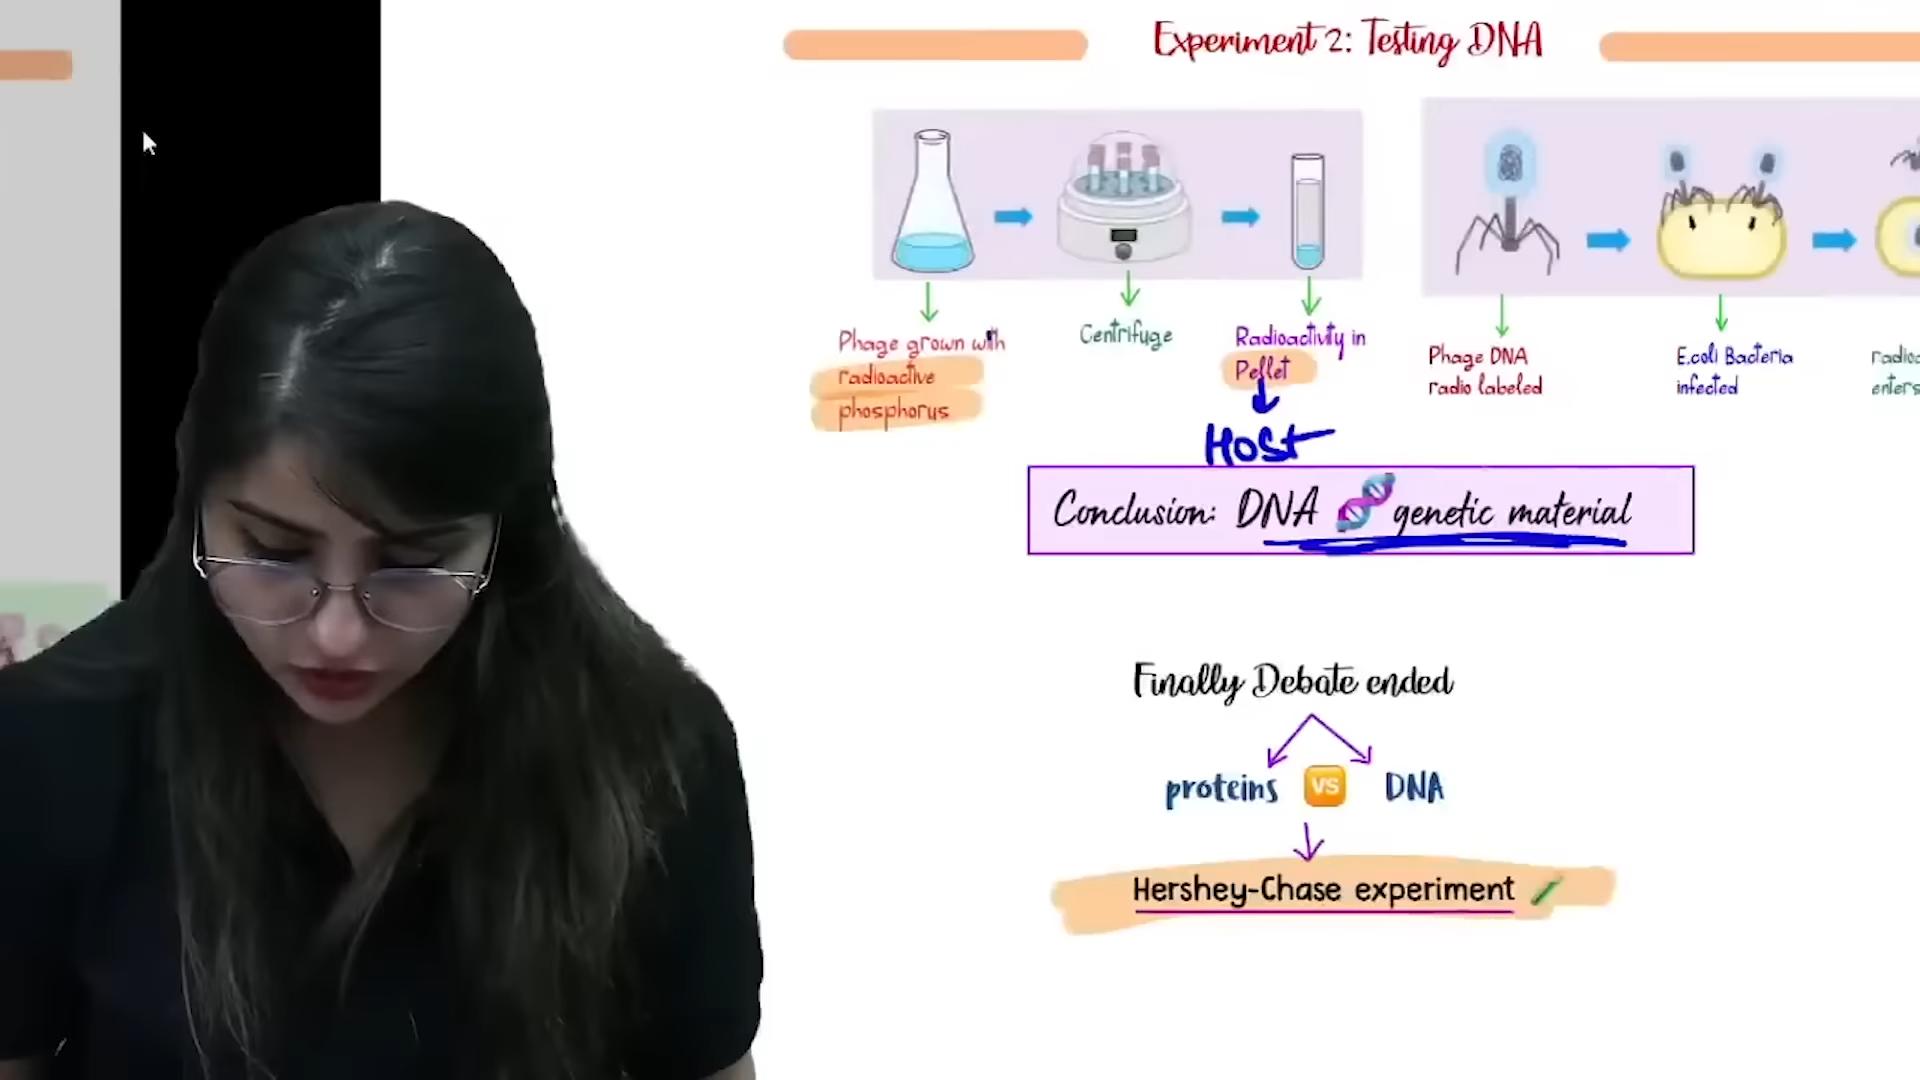 Experiment 2: Testing DNA
Phage grown with
radioactive
phosphorus
Centrifuge
Radioactivity in
Pellet
HOST
Phage DNA
radio labeled
E.coli Bacteria
infected
enters
Conclusion: DNA genetic material
Finally Debate ended
proteins VS DNA
Hershey-Chase experiment